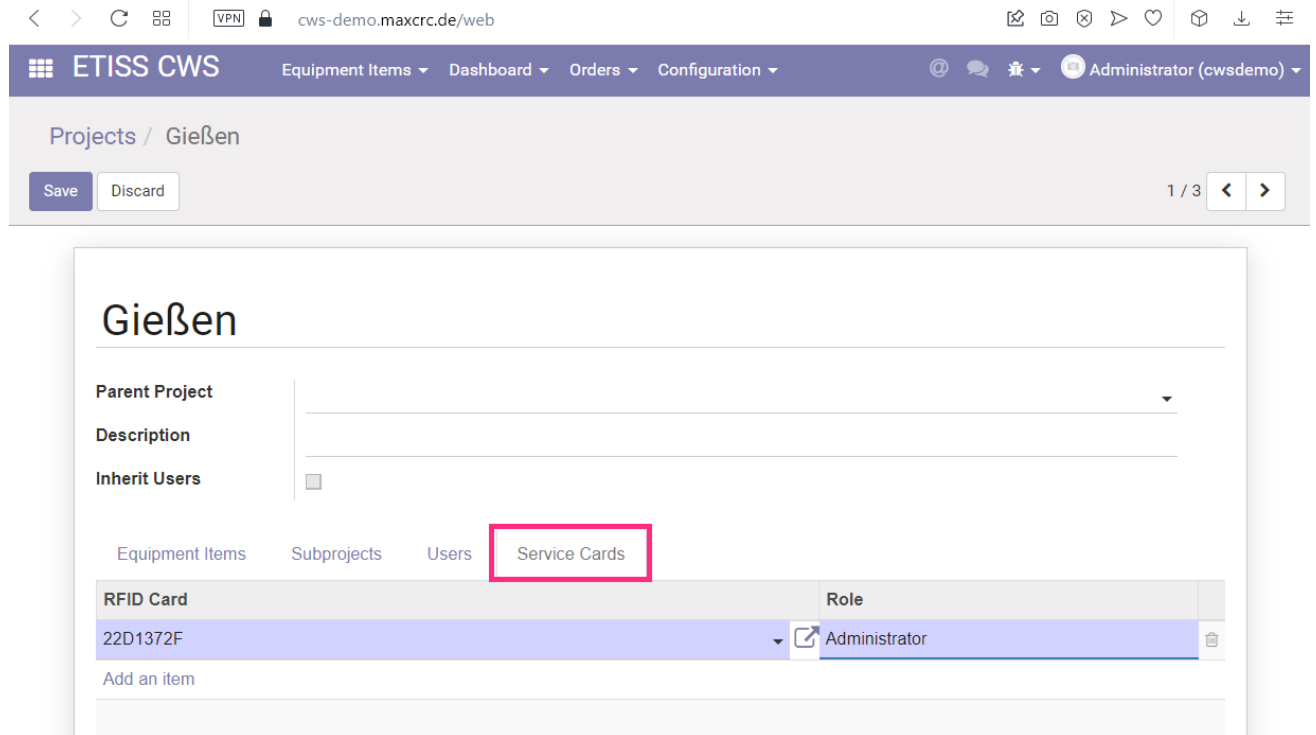 VPN cws-demo.maxcrc.de/web
ETISS CWS Equipment Items Dashboard Orders Configuration @ Administrator (cwsdemo)
Projects / Gießen
Save Discard 1 / 3
Gießen
Parent Project
Description
Inherit Users
Equipment Items Subprojects Users Service Cards
RFID Card Role
22D1372F Administrator
Add an item